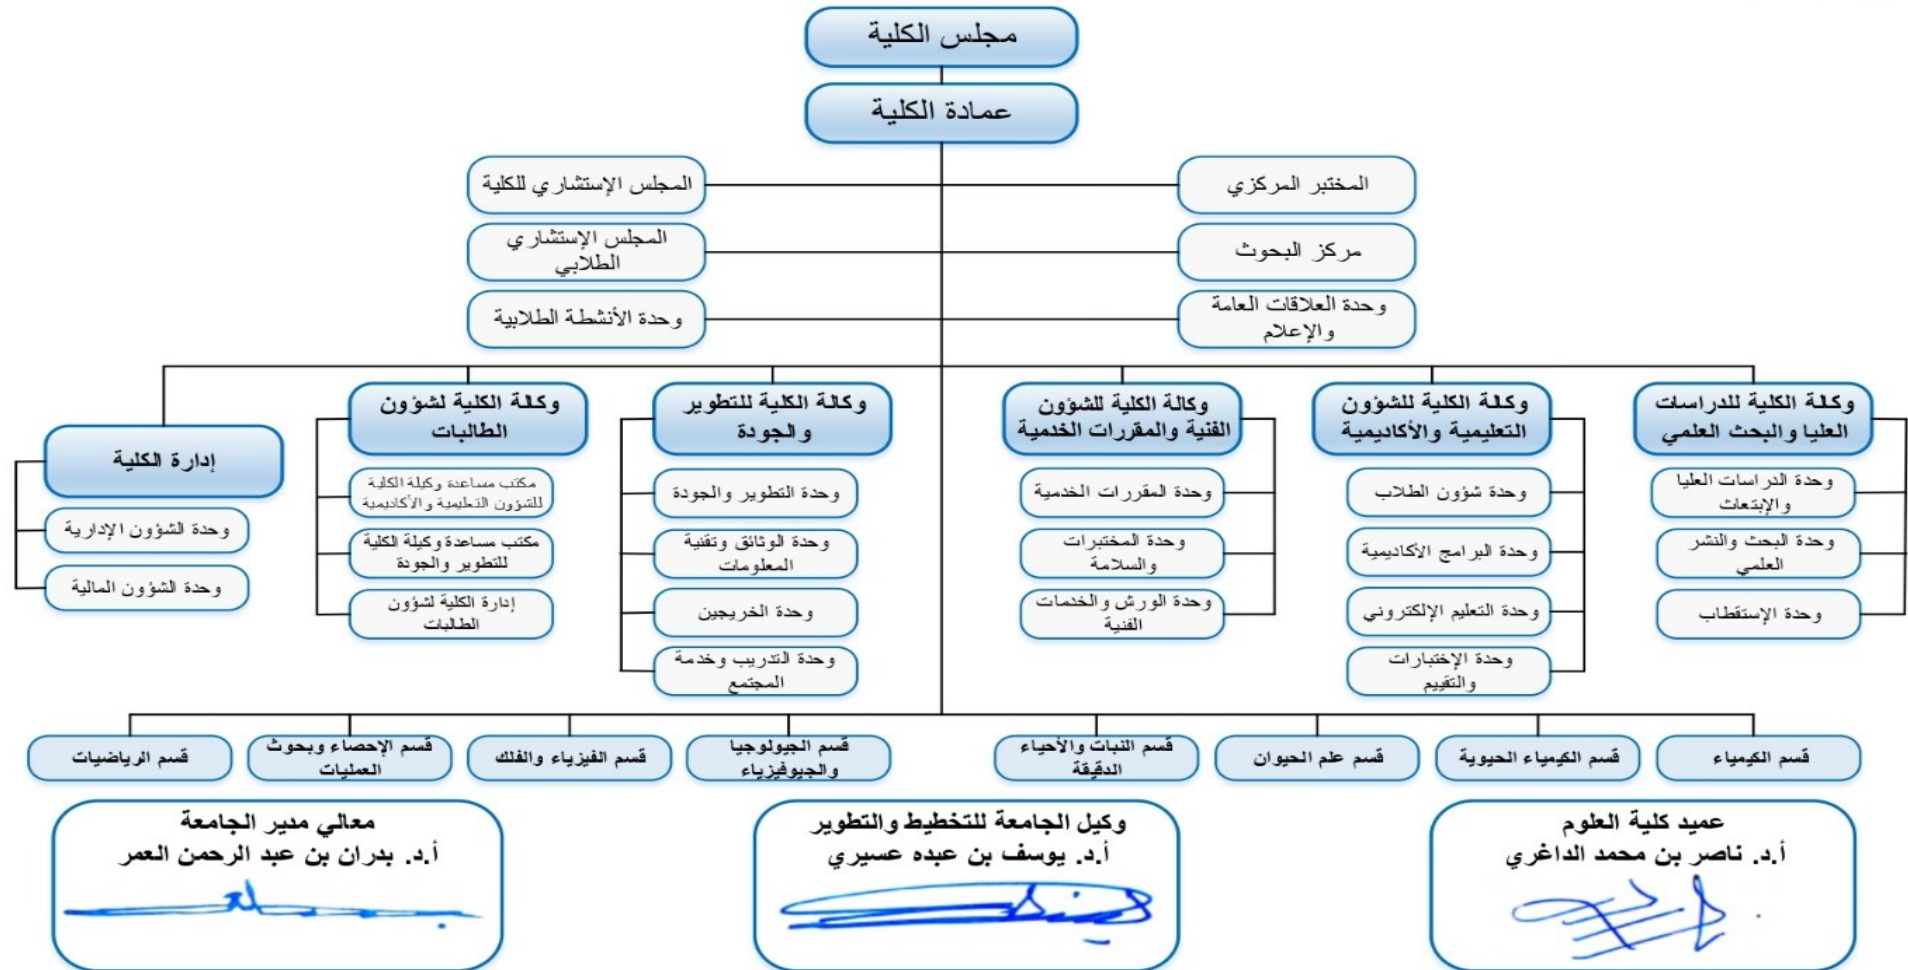 مجلس الكلية
عمادة الكلية
المختبر المركزي
المجلس الإستشاري للكلية
مركز البحوث
المجلس الإستشاري
الطلابي
وحدة العلاقات العامة
والإعلام
وحدة الأنشطة الطلابية
وكالة الكلية للدراسات
العليا والبحث العلمي
وحدة الدراسات العليا
والإبتعاث
وحدة البحث والنشر
العلمي
وحدة الإستقطاب
وكالة الكلية للشؤون
التعليمية والأكاديمية
وحدة شؤون الطلاب
وحدة البرامج الأكاديمية
وحدة التعليم الإلكتروني
وحدة الإختبارات
والتقييم
وكالة الكلية للشؤون
الفنية والمقررات الخدمية
وحدة المقررات الخدمية
وحدة المختبرات
والسلامة
وحدة الورش والخدمات
الفنية
وكالة الكلية للتطوير
والجودة
وحدة التطوير والجودة
وحدة الوثائق وتقنية
المعلومات
وحدة الخريجين
وحدة التدريب وخدمة
المجتمع
وكالة الكلية لشؤون
الطالبات
مكتب مساعدة وكيلة الكلية
للشؤون التعليمية والأكاديمية
مكتب مساعدة وكيلة الكلية
للتطوير والجودة
إدارة الكلية لشؤون
الطالبات
إدارة الكلية
وحدة الشؤون الإدارية
وحدة الشؤون المالية
قسم الكيمياء
قسم الكيمياء الحيوية
قسم علم الحيوان
قسم النبات والأحياء
الدقيقة
قسم الجيولوجيا
والجيوفيزياء
قسم الفيزياء والفلك
قسم الإحصاء وبحوث
العمليات
قسم الرياضيات
عميد كلية العلوم
أ.د. ناصر بن محمد الداغري
وكيل الجامعة للتخطيط والتطوير
أ.د. يوسف بن عبده عسيري
معالي مدير الجامعة
أ.د. بدران بن عبد الرحمن العمر